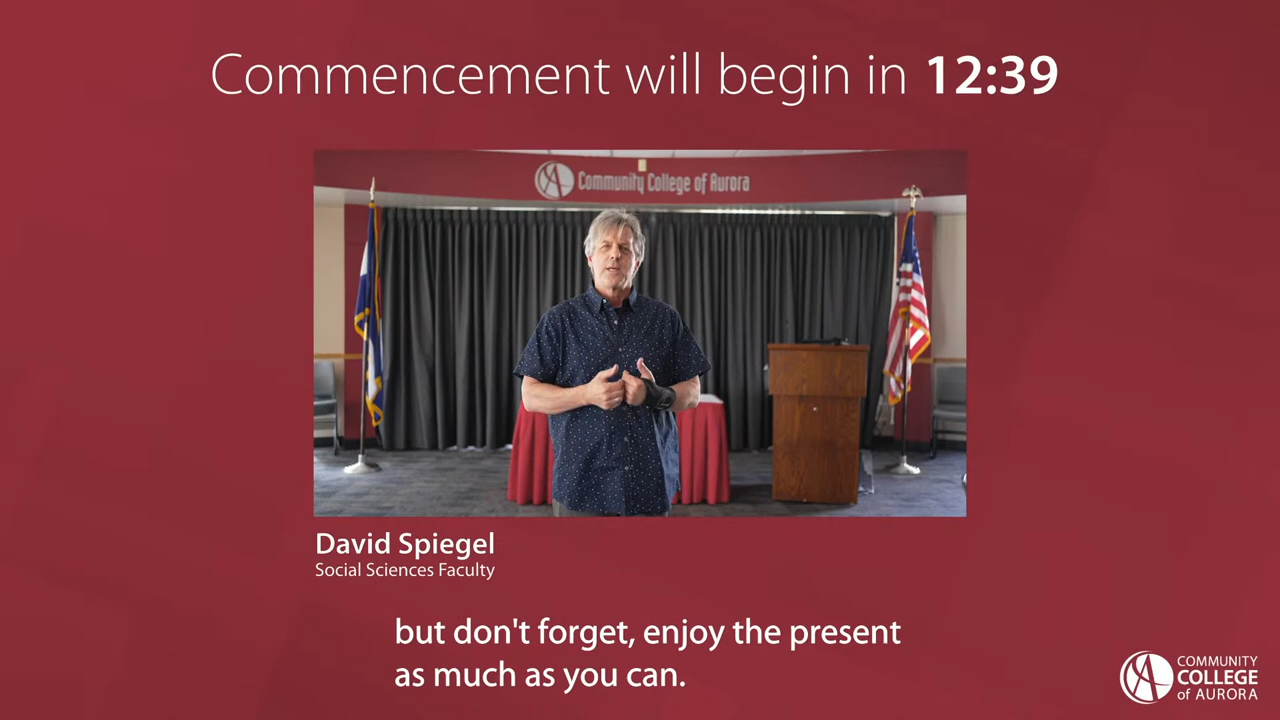 Commencement will begin in 12:39
Community College of Aurora
David Spiegel
Social Sciences Faculty
but don't forget, enjoy the present
as much as you can.
COMMUNITY
COLLEGE
of AURORA